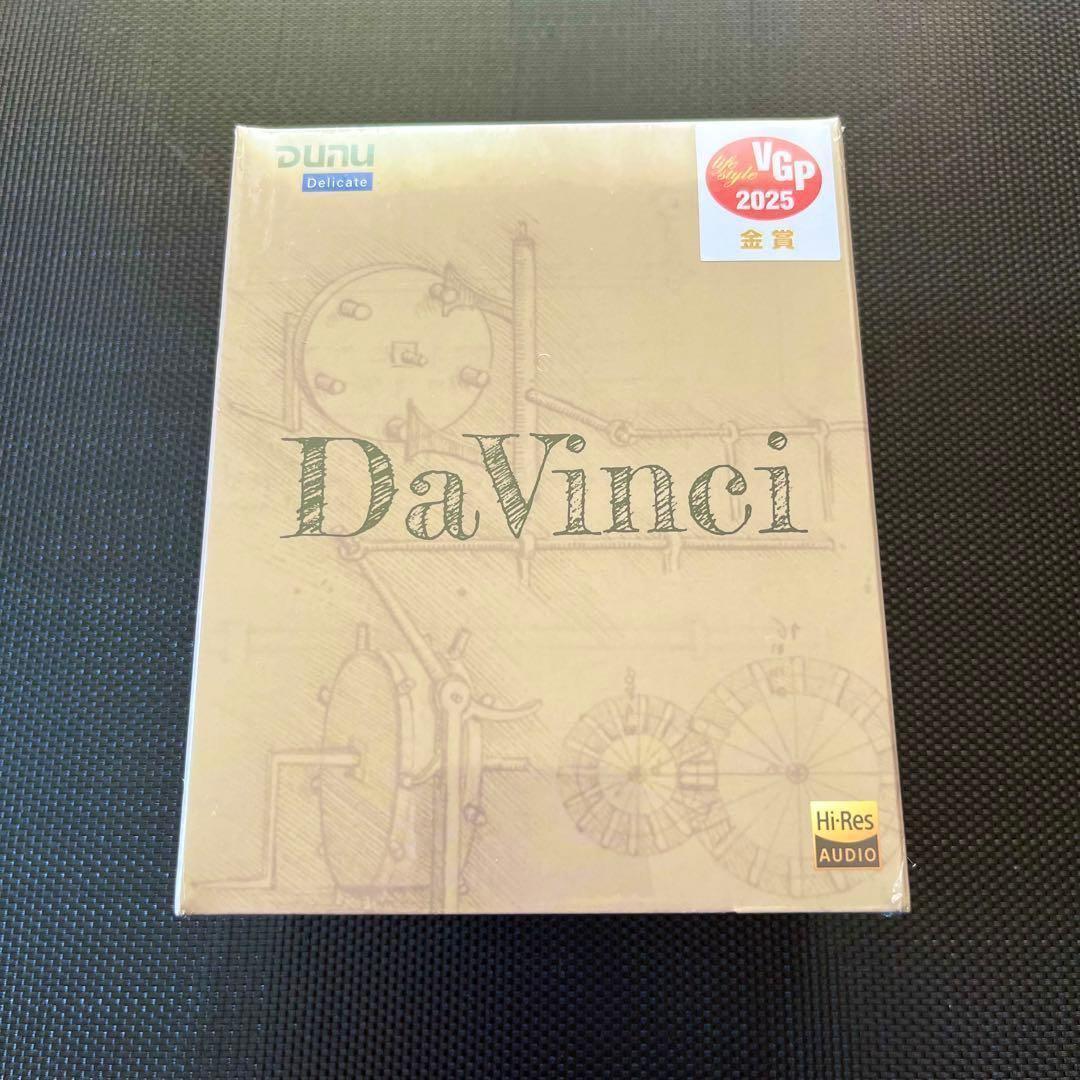 DUNU
Delicate
life style VGP
2025
金賞
DaVinci
Hi-Res
AUDIO